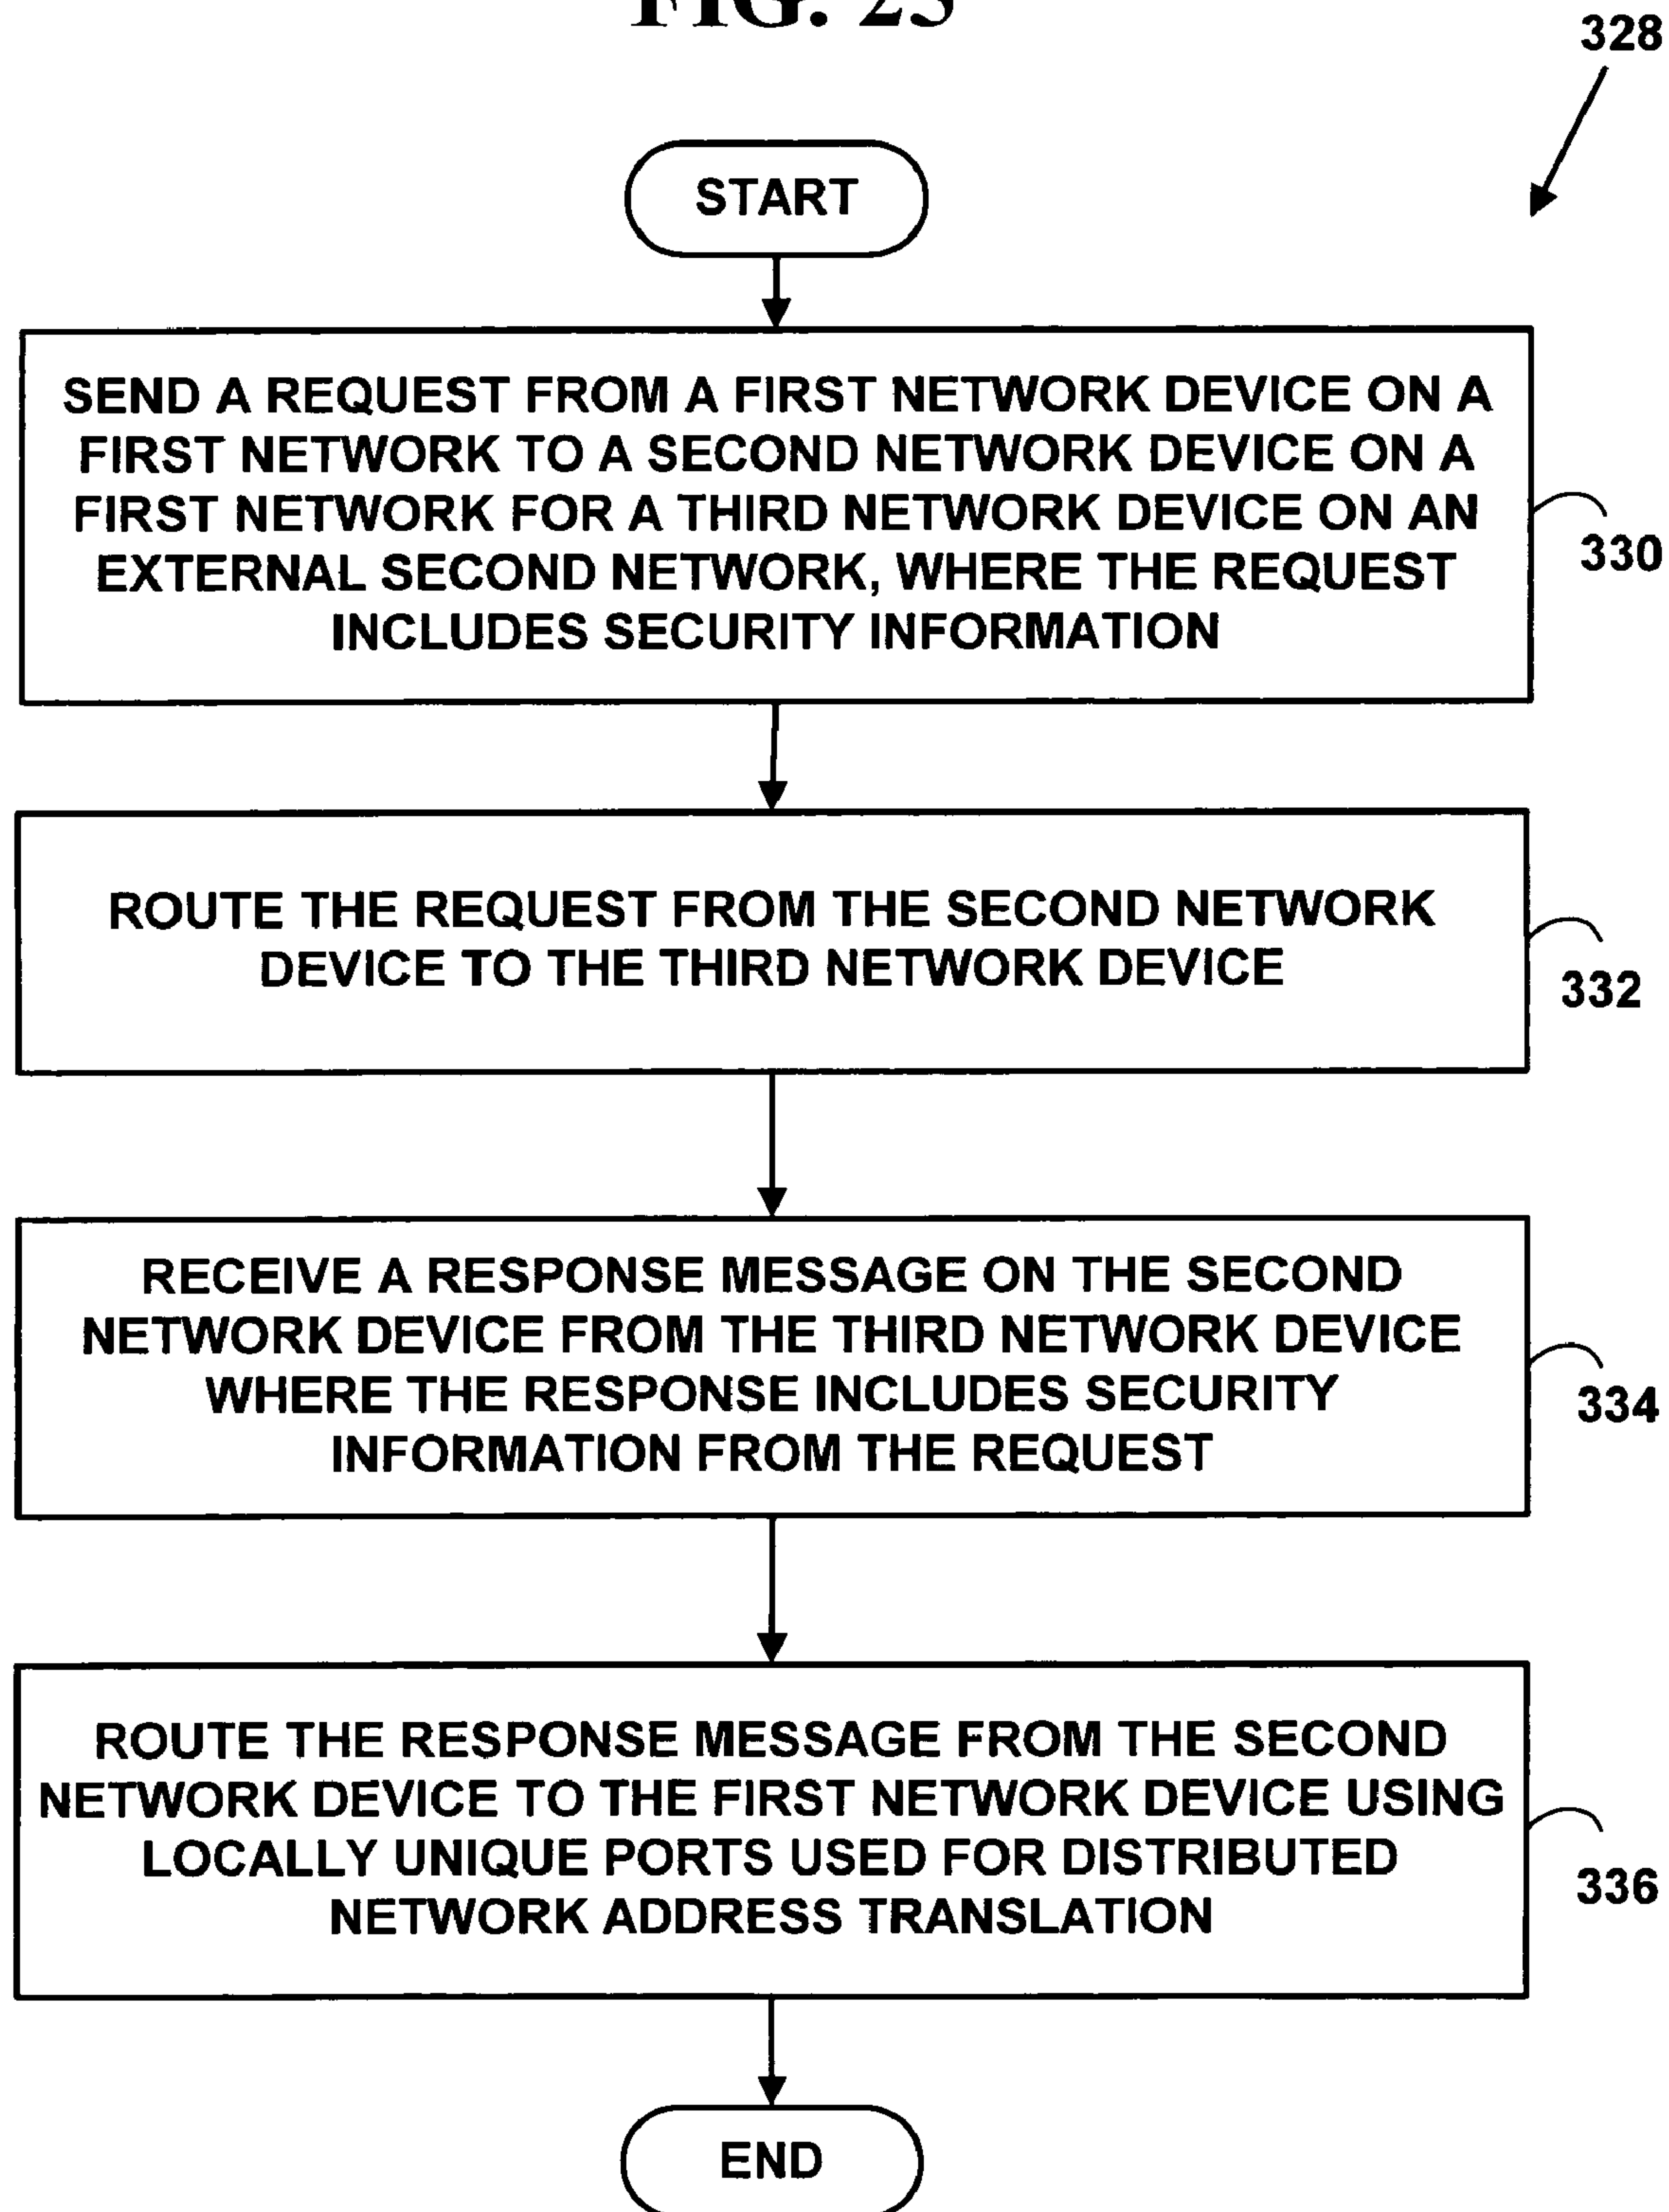 FIG. 23
328
START
SEND A REQUEST FROM A FIRST NETWORK DEVICE ON A
FIRST NETWORK TO A SECOND NETWORK DEVICE ON A
FIRST NETWORK FOR A THIRD NETWORK DEVICE ON AN
EXTERNAL SECOND NETWORK, WHERE THE REQUEST
INCLUDES SECURITY INFORMATION
330
ROUTE THE REQUEST FROM THE SECOND NETWORK
DEVICE TO THE THIRD NETWORK DEVICE
332
RECEIVE A RESPONSE MESSAGE ON THE SECOND
NETWORK DEVICE FROM THE THIRD NETWORK DEVICE
WHERE THE RESPONSE INCLUDES SECURITY
INFORMATION FROM THE REQUEST
334
ROUTE THE RESPONSE MESSAGE FROM THE SECOND
NETWORK DEVICE TO THE FIRST NETWORK DEVICE USING
LOCALLY UNIQUE PORTS USED FOR DISTRIBUTED
NETWORK ADDRESS TRANSLATION
336
END